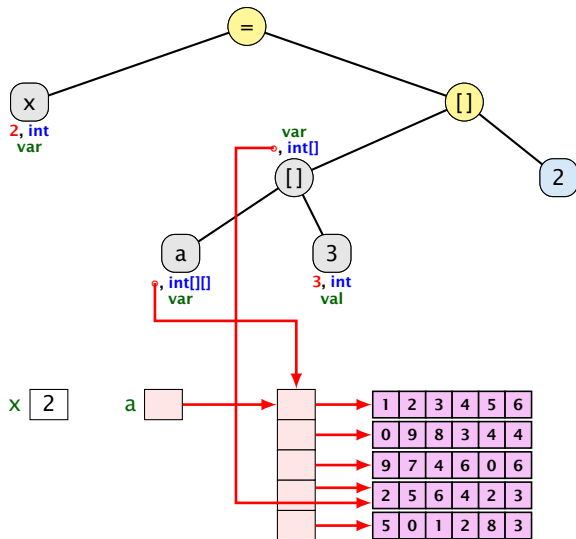 =
x
[]
2, int
var
var
, int[]
[]
2
a
3
, int[][]
var
3, int
val
x 2
a
1 2 3 4 5 6
0 9 8 3 4 4
9 7 4 6 0 6
2 5 6 4 2 3
5 0 1 2 8 3